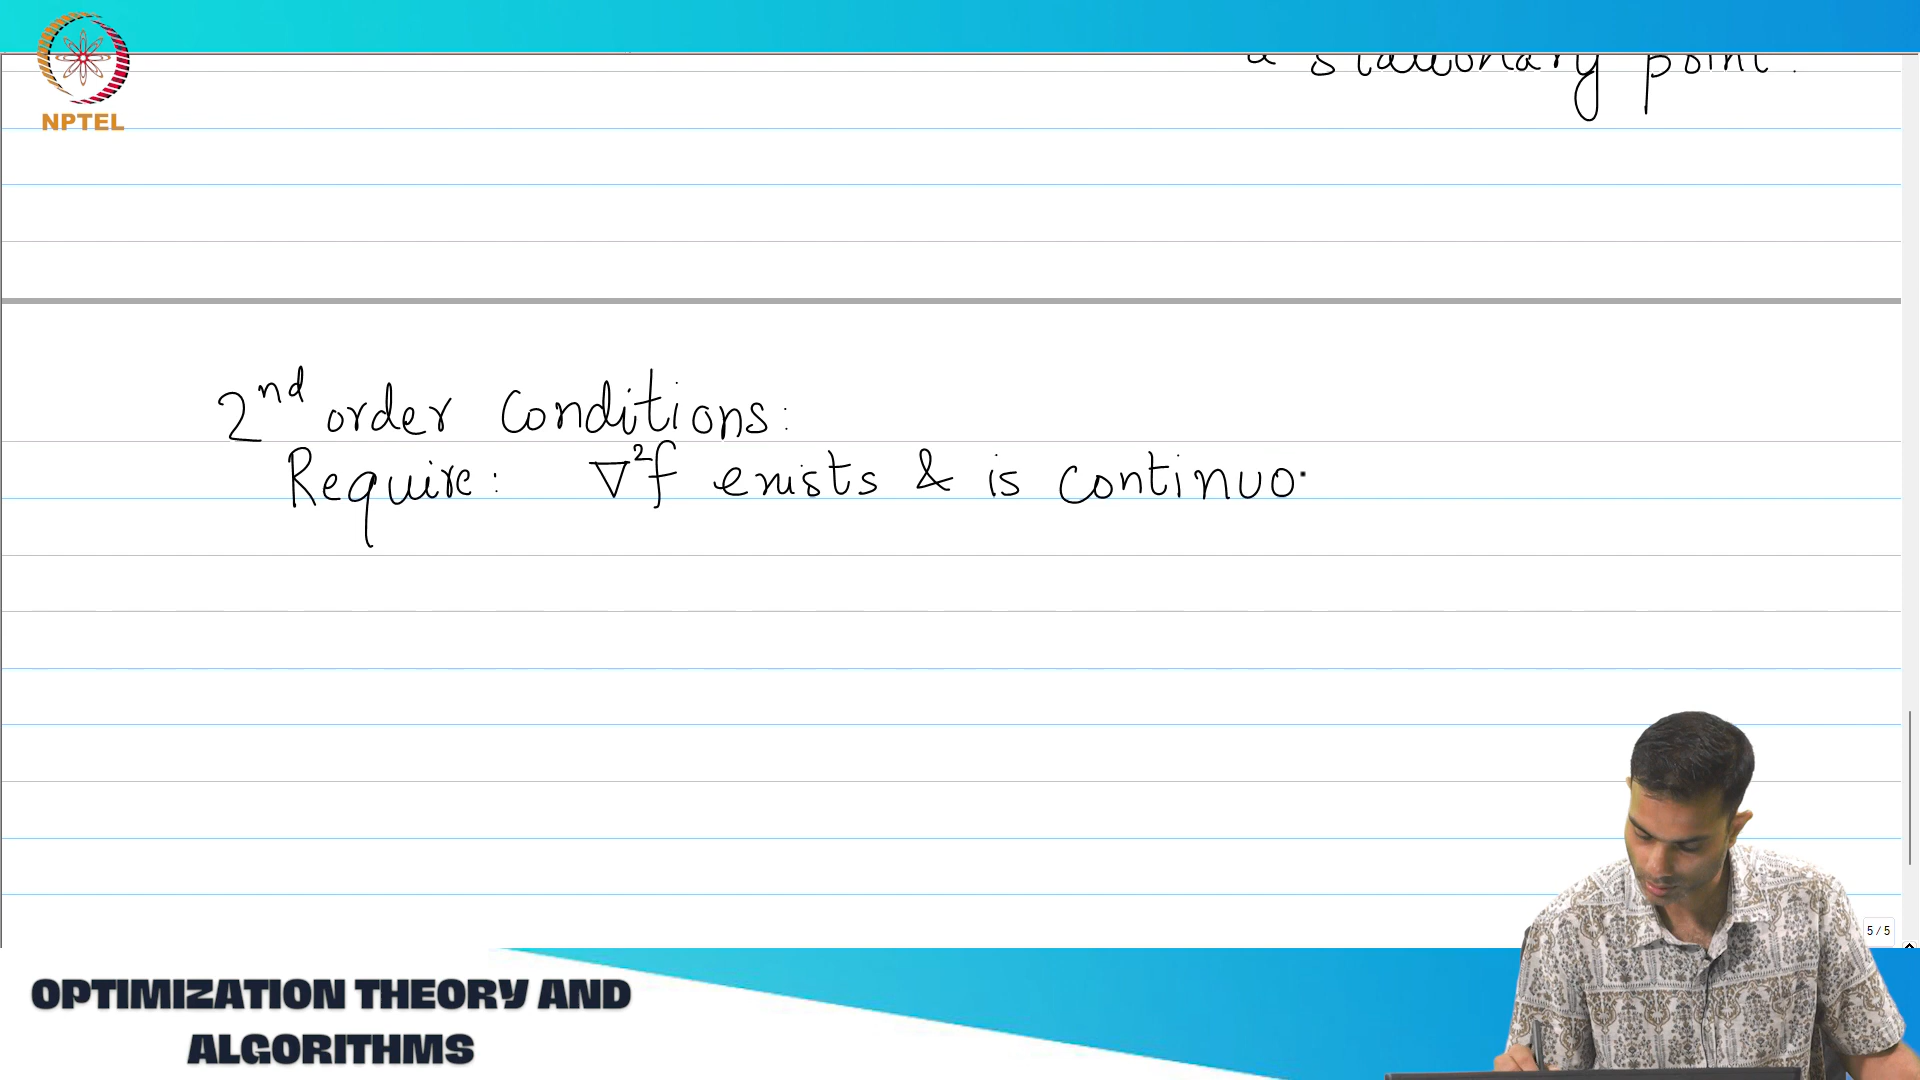 a stationary point.
NPTEL
2nd order conditions:
Require: ∇²f exists & is continuo
5 / 5
OPTIMIZATION THEORY AND
ALGORITHMS